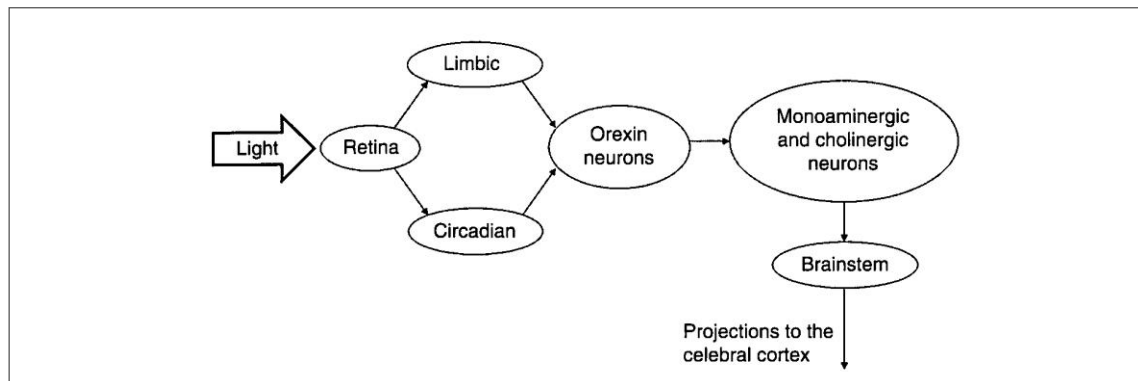 Limbic
Light
Retina
Orexin
neurons
Monoaminergic
and cholinergic
neurons
Circadian
Brainstem
Projections to the
celebral cortex